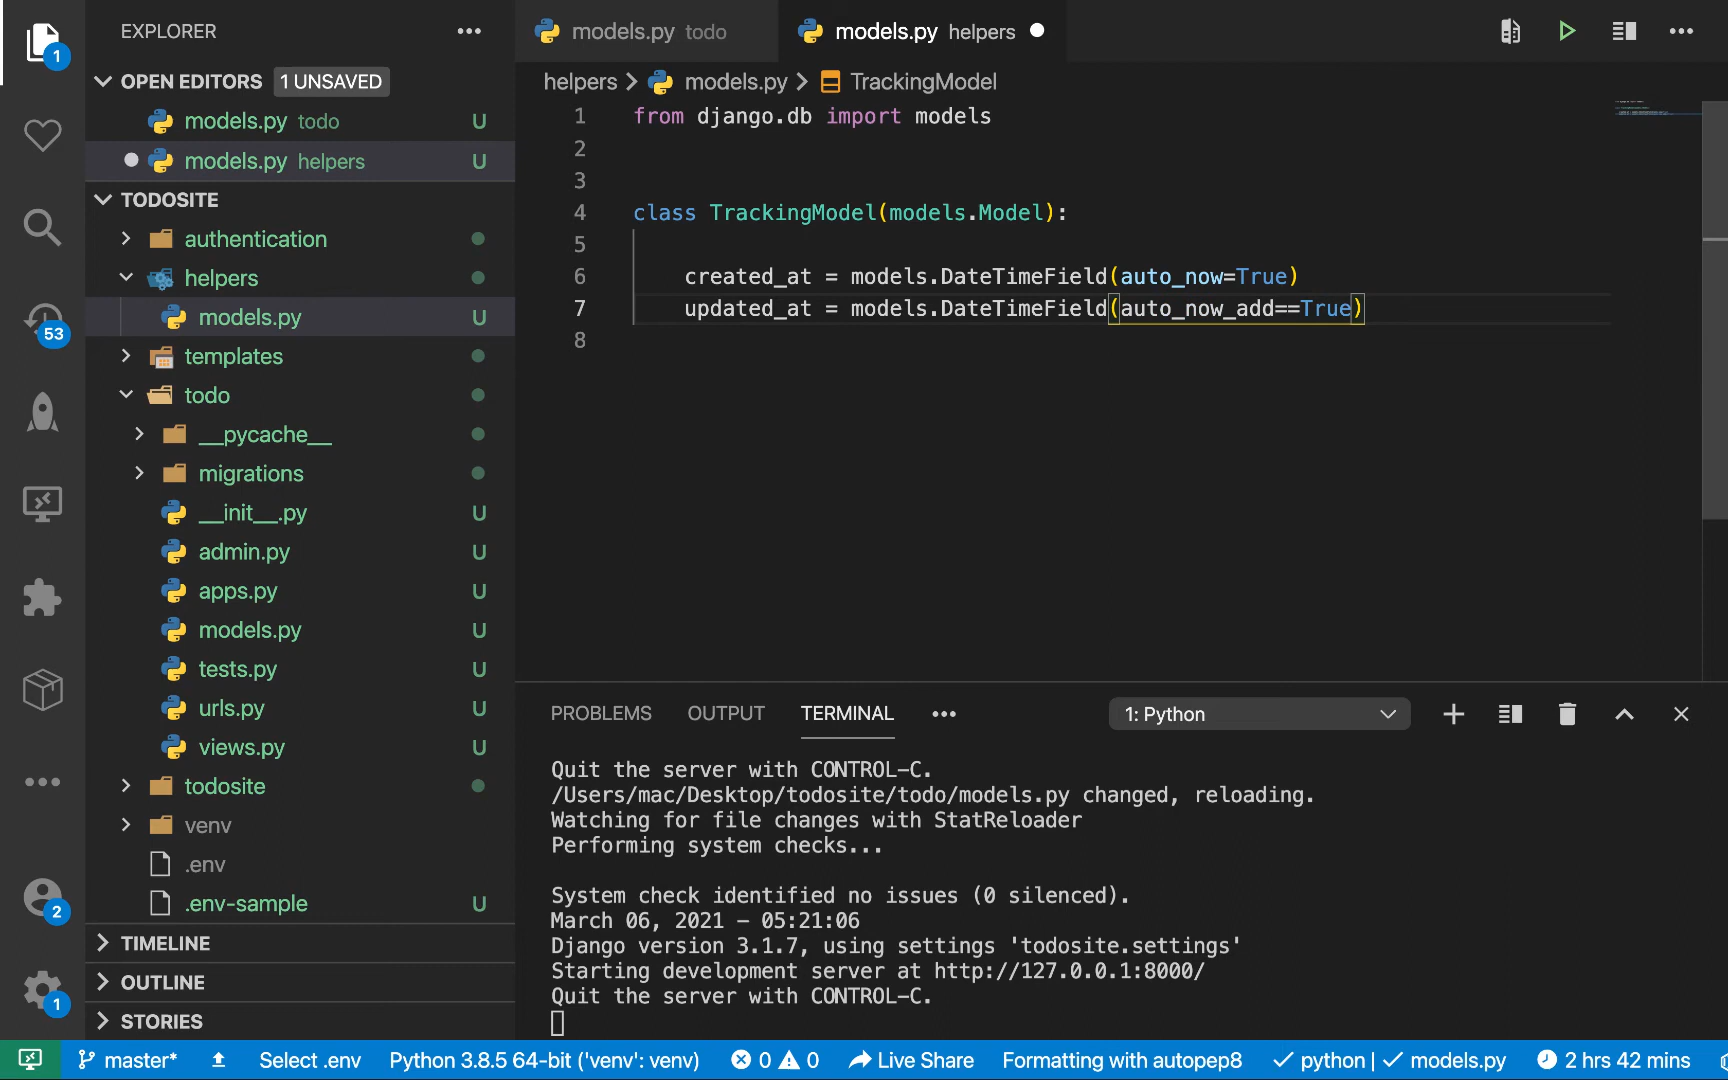 EXPLORER
OPEN EDITORS 1 UNSAVED
models.py todo U
models.py helpers U
TODOSITE
authentication
helpers
models.py U
templates
todo
__pycache__
migrations
__init__.py U
admin.py U
apps.py U
models.py U
tests.py U
urls.py U
views.py U
todosite
venv
.env
.env-sample U
TIMELINE
OUTLINE
STORIES
1
53
2
1
models.py todo
models.py helpers
helpers > models.py > TrackingModel
1 from django.db import models
2
3
4 class TrackingModel(models.Model):
5
6 created_at = models.DateTimeField(auto_now=True)
7 updated_at = models.DateTimeField(auto_now_add==True)
8
PROBLEMS OUTPUT TERMINAL 1: Python
Quit the server with CONTROL-C.
/Users/mac/Desktop/todosite/todo/models.py changed, reloading.
Watching for file changes with StatReloader
Performing system checks...
System check identified no issues (0 silenced).
March 06, 2021 - 05:21:06
Django version 3.1.7, using settings 'todosite.settings'
Starting development server at http://127.0.0.1:8000/
Quit the server with CONTROL-C.
master* Select .env Python 3.8.5 64-bit ('venv': venv) 0 0 Live Share Formatting with autopep8 python | models.py 2 hrs 42 mins